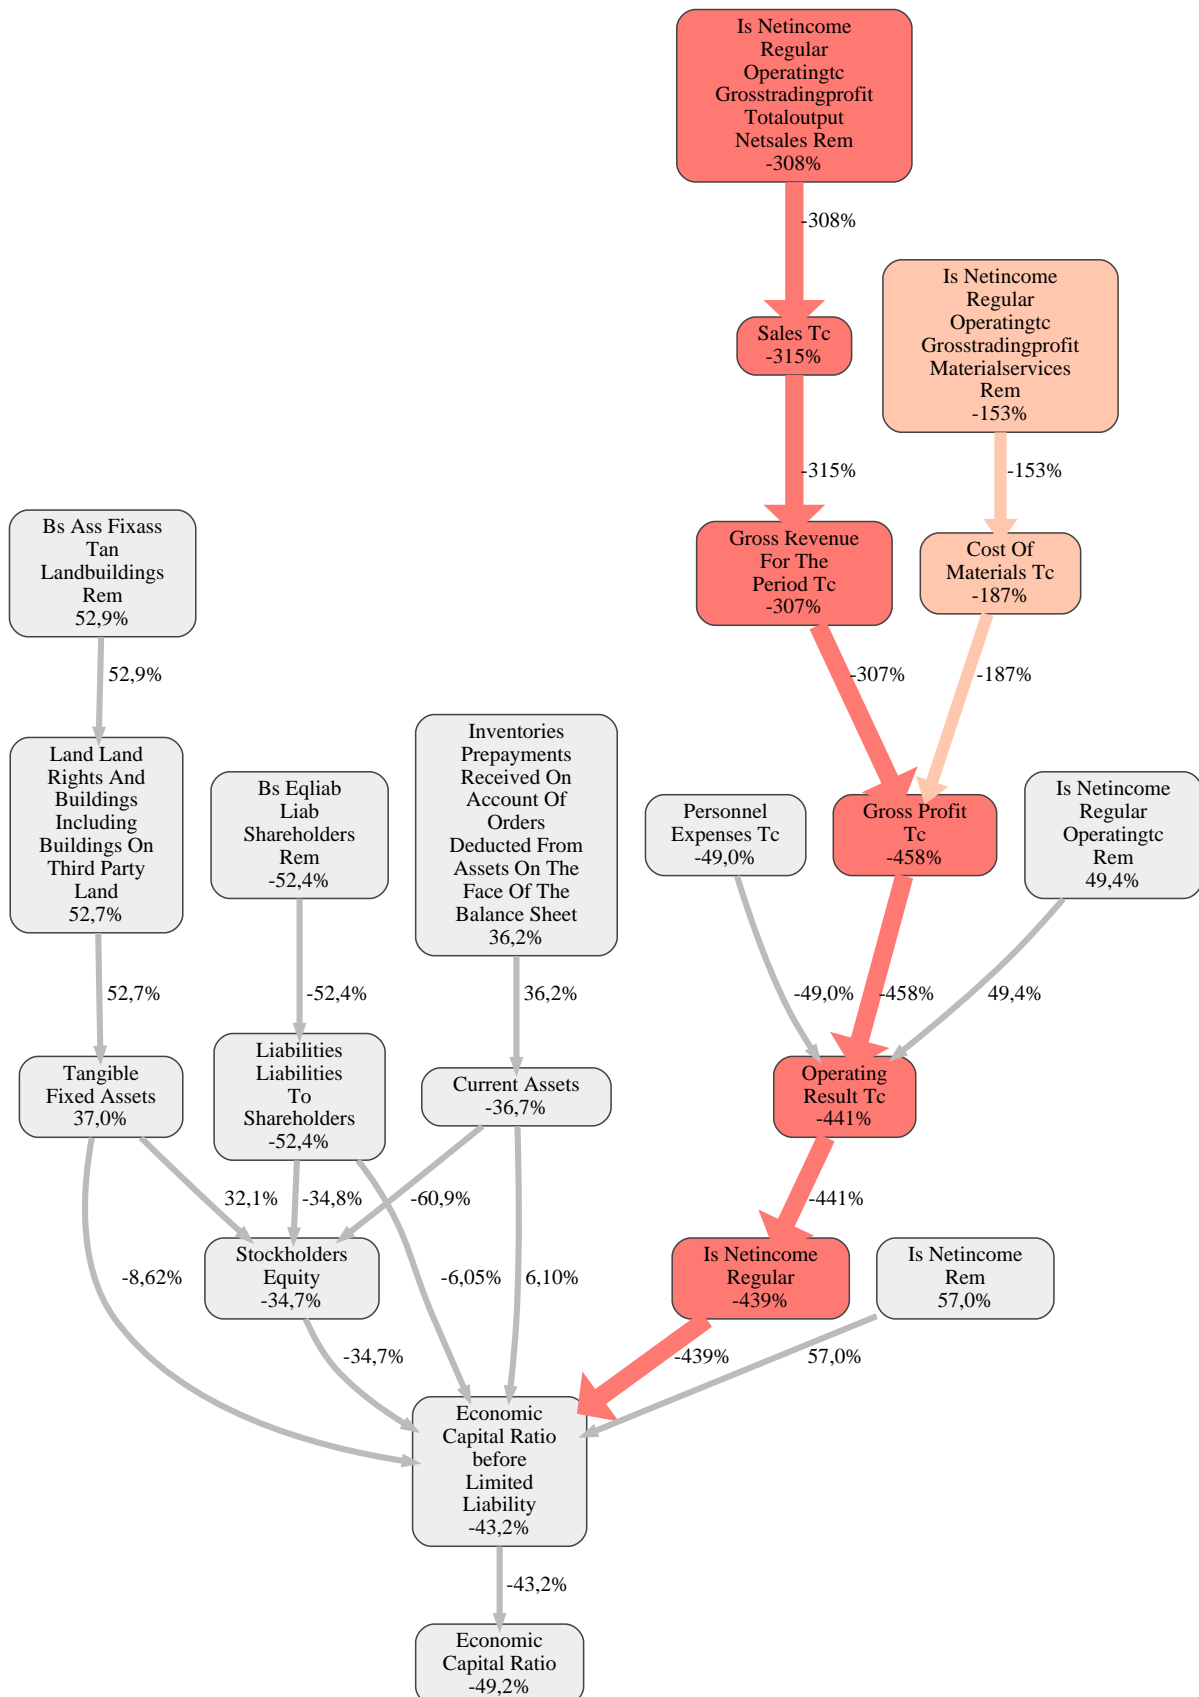 Is Netincome
Regular
Operatingtc
Grosstradingprofit
Totaloutput
Netsales Rem
-308%
-308%
Is Netincome
Regular
Operatingtc
Grosstradingprofit
Materialservices
Rem
-153%
Sales Tc
-315%
-315%
-153%
Bs Ass Fixass
Tan
Landbuildings
Rem
52,9%
Gross Revenue
For The
Period Tc
-307%
Cost Of
Materials Tc
-187%
52,9%
-307%
-187%
Land Land
Rights And
Buildings
Including
Buildings On
Third Party
Land
52,7%
Bs Eqliab
Liab
Shareholders
Rem
-52,4%
Inventories
Prepayments
Received On
Account Of
Orders
Deducted From
Assets On The
Face Of The
Balance Sheet
36,2%
Personnel
Expenses Tc
-49,0%
Gross Profit
Tc
-458%
Is Netincome
Regular
Operatingtc
Rem
49,4%
52,7%
-52,4%
36,2%
-49,0%
-458%
49,4%
Tangible
Fixed Assets
37,0%
Liabilities
Liabilities
To
Shareholders
-52,4%
Current Assets
-36,7%
Operating
Result Tc
-441%
32,1%
-34,8%
-60,9%
-441%
Stockholders
Equity
-34,7%
Is Netincome
Regular
-439%
Is Netincome
Rem
57,0%
-8,62%
-6,05%
6,10%
-34,7%
-439%
57,0%
Economic
Capital Ratio
before
Limited
Liability
-43,2%
-43,2%
Economic
Capital Ratio
-49,2%